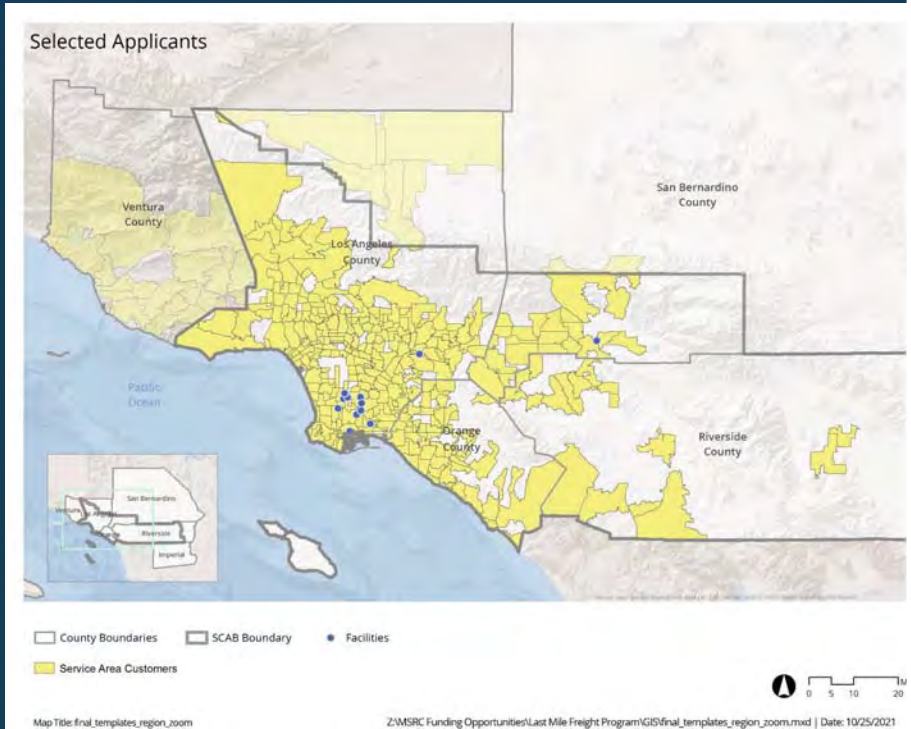 Selected Applicants
San Bernardino
County
Ventura
County
Los Angeles
County
Pacific
Ocean
Orange
County
Riverside
County
San Bernardino
Ventura
Riverside
Imperial
County Boundaries
SCAB Boundary
Facilities
Service Area Customers
0 5 10 20
Map Title: final_templates_region_zoom
Z:\MSRC Funding Opportunities\Last Mile Freight Program\GIS\final_templates_region_zoom.mxd | Date: 10/25/2021